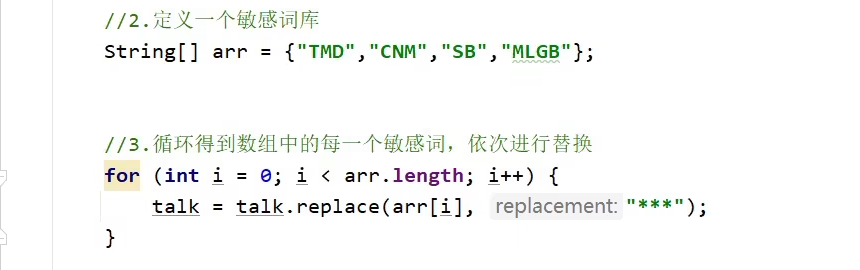 //2.定义一个敏感词库
String[] arr = {"TMD","CNM","SB","MLGB"};
//3.循环得到数组中的每一个敏感词，依次进行替换
for (int i = 0; i < arr.length; i++) {
talk = talk.replace(arr[i], replacement: "***");
}